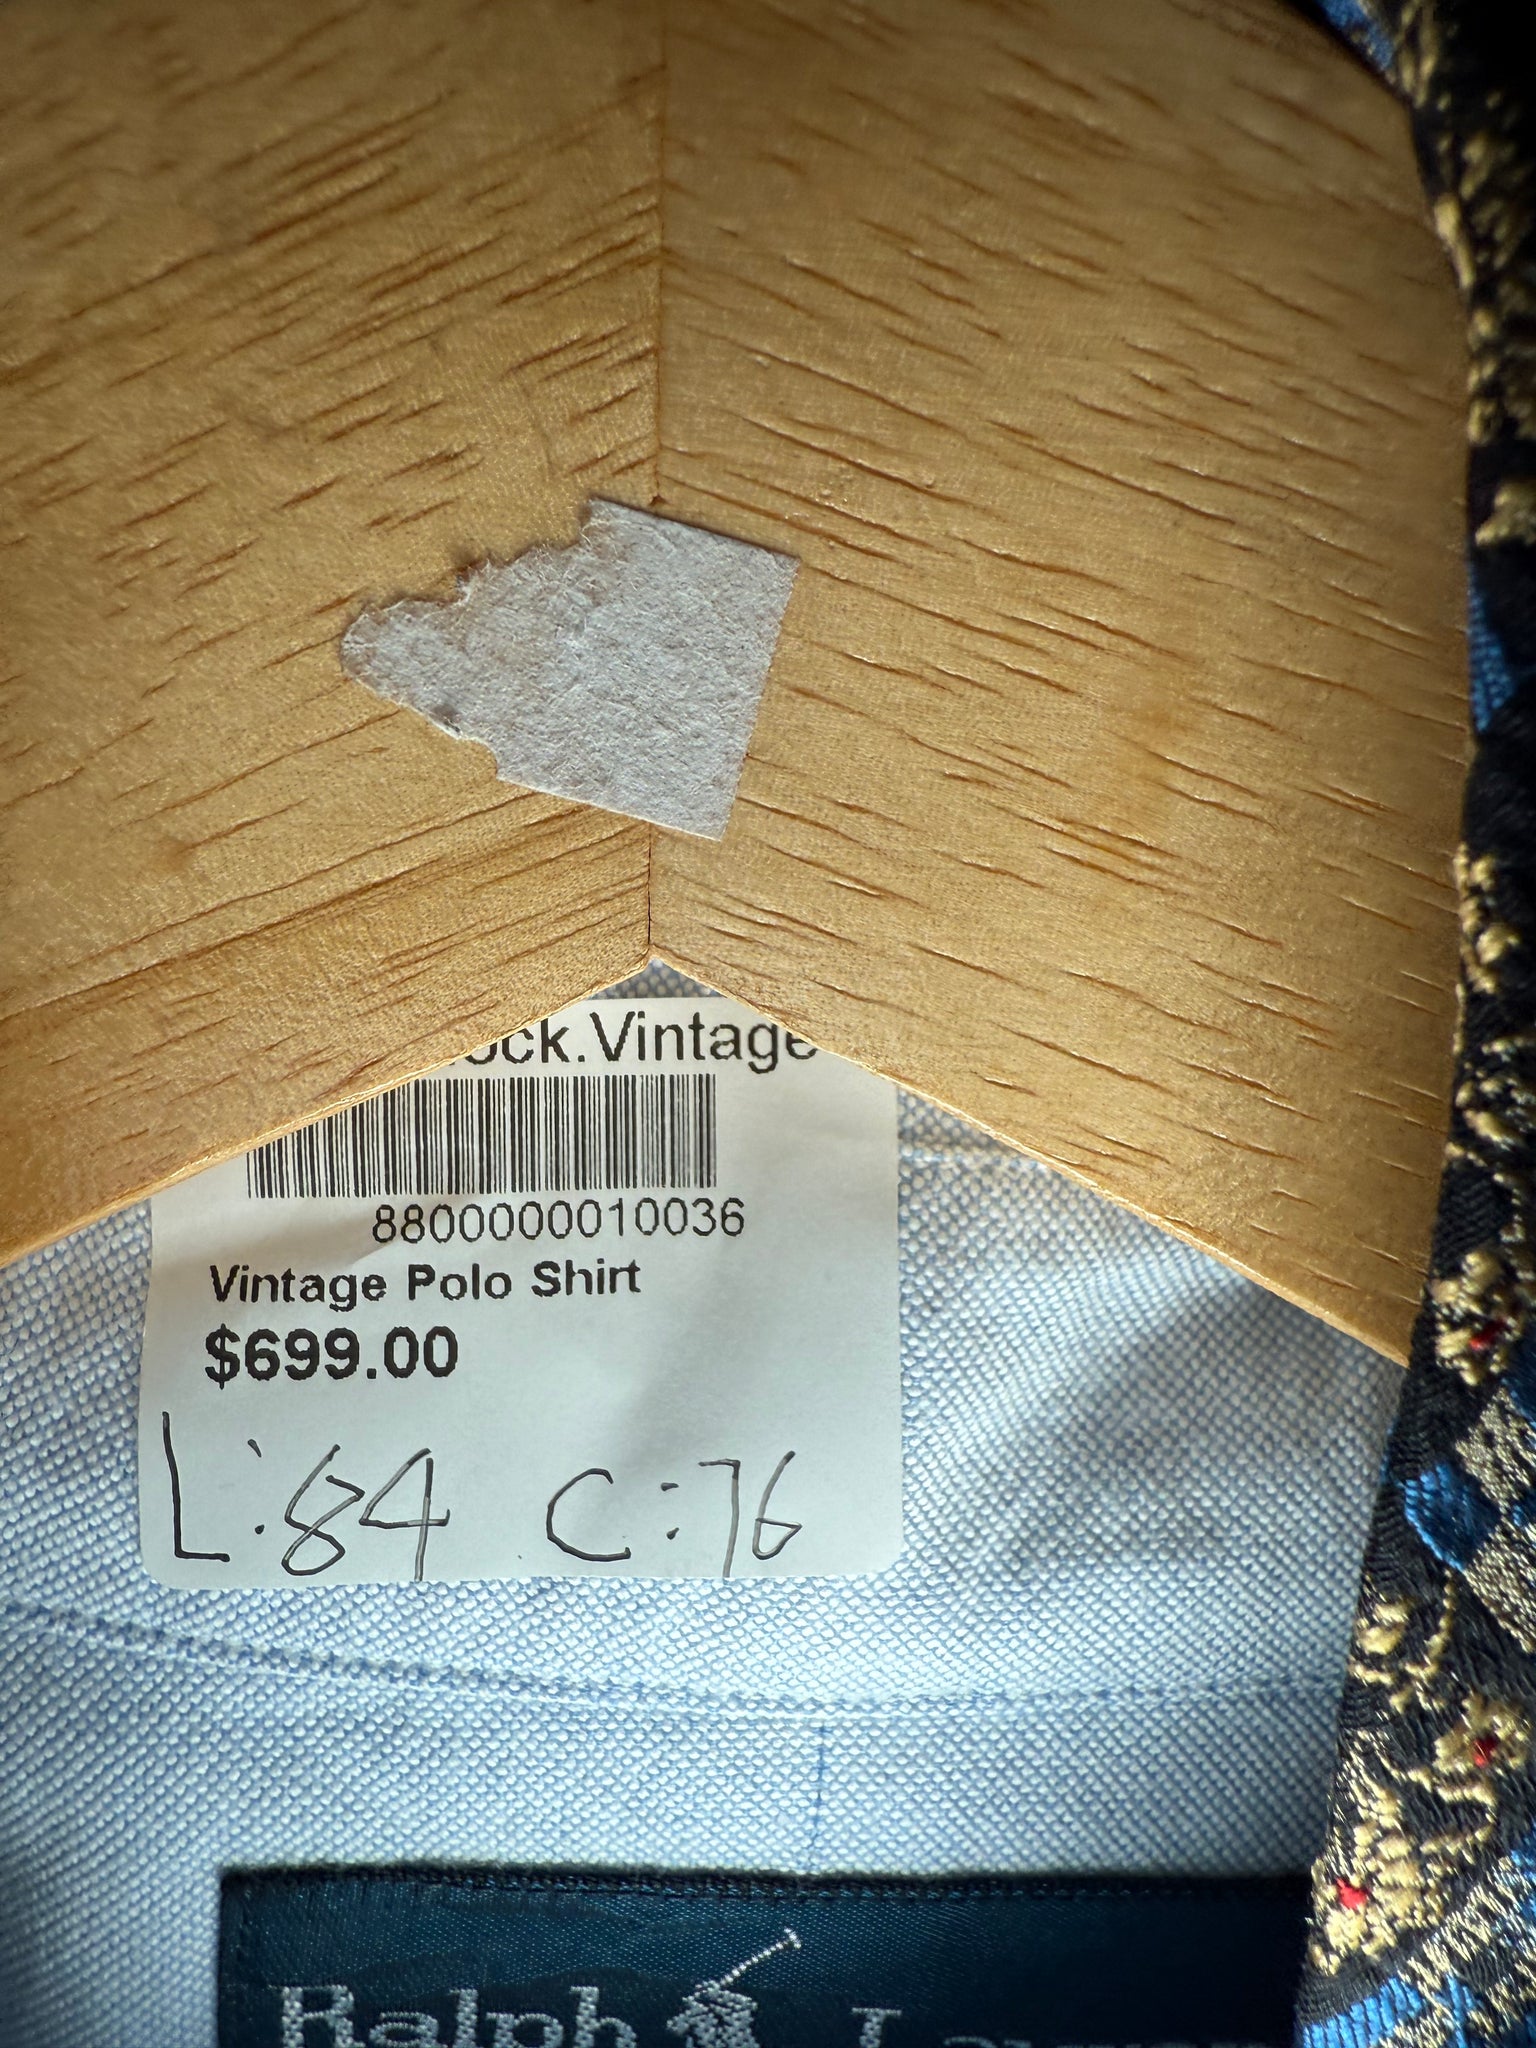 ock.Vintage
8800000010036
Vintage Polo Shirt
$699.00
L:84 C:76
Ralph